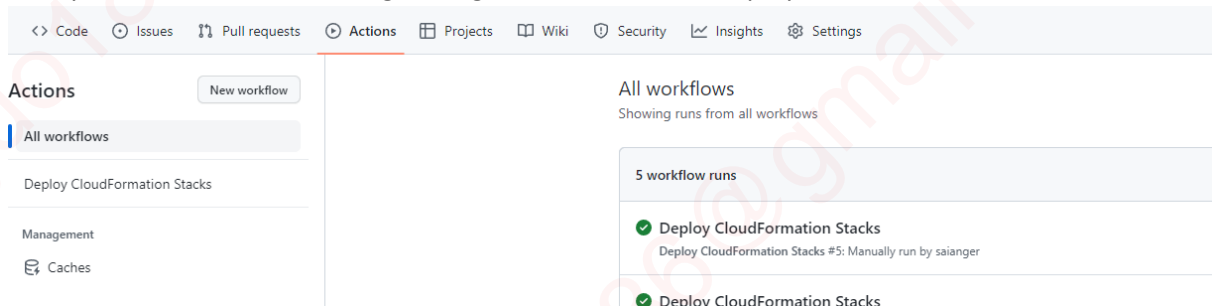 Code Issues Pull requests Actions Projects Wiki Security Insights Settings
Actions
New workflow
All workflows
Deploy CloudFormation Stacks
Management
Caches
All workflows
Showing runs from all workflows
5 workflow runs
Deploy CloudFormation Stacks
Deploy CloudFormation Stacks #5: Manually run by saianger
Deploy CloudFormation Stacks
@gmail